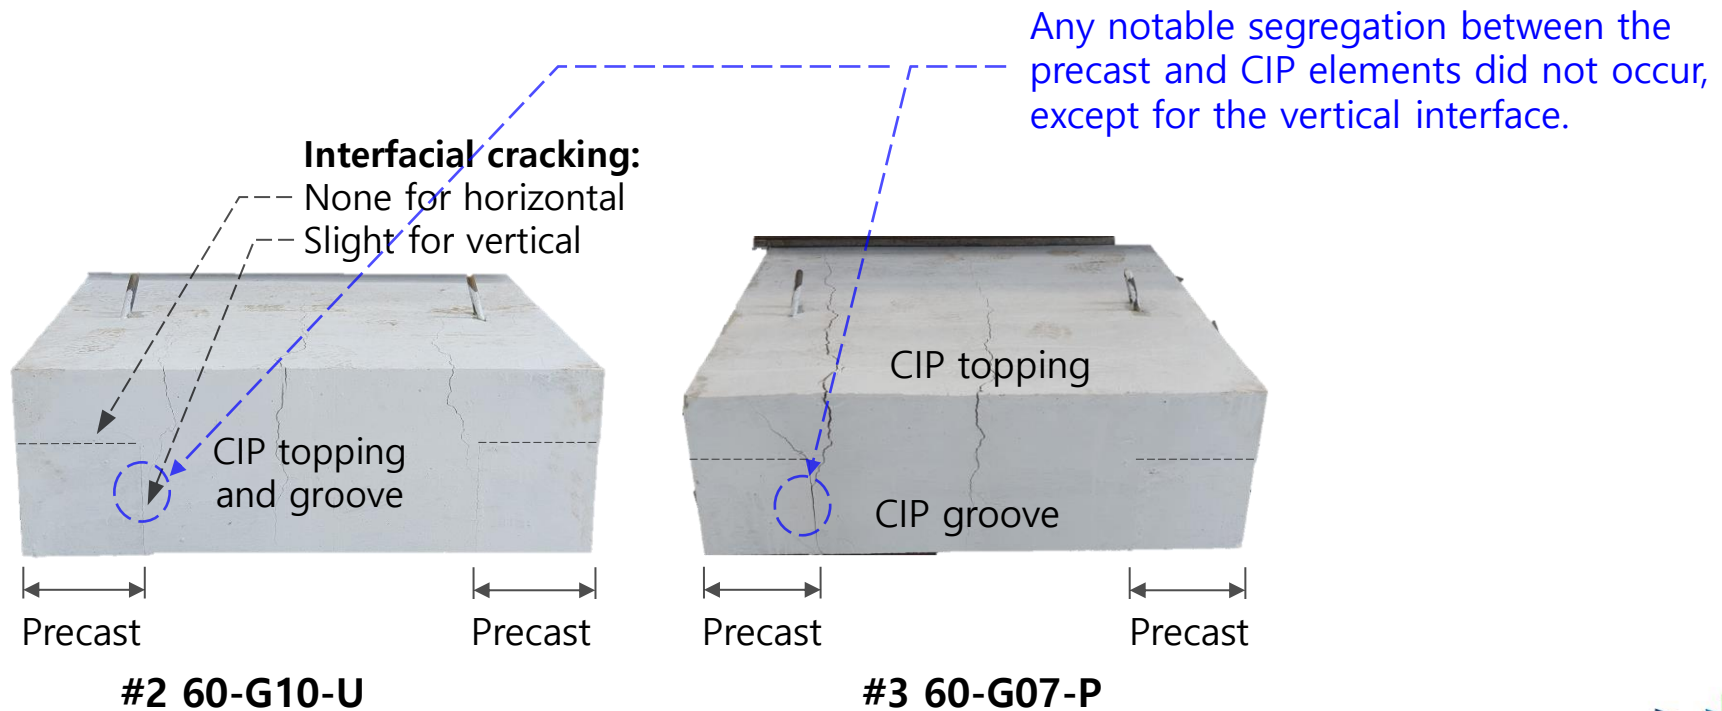 Any notable segregation between the
precast and CIP elements did not occur,
except for the vertical interface.
Interfacial cracking:
None for horizontal
Slight for vertical
CIP topping
and groove
CIP topping
CIP groove
Precast
Precast
Precast
Precast
#2 60-G10-U
#3 60-G07-P